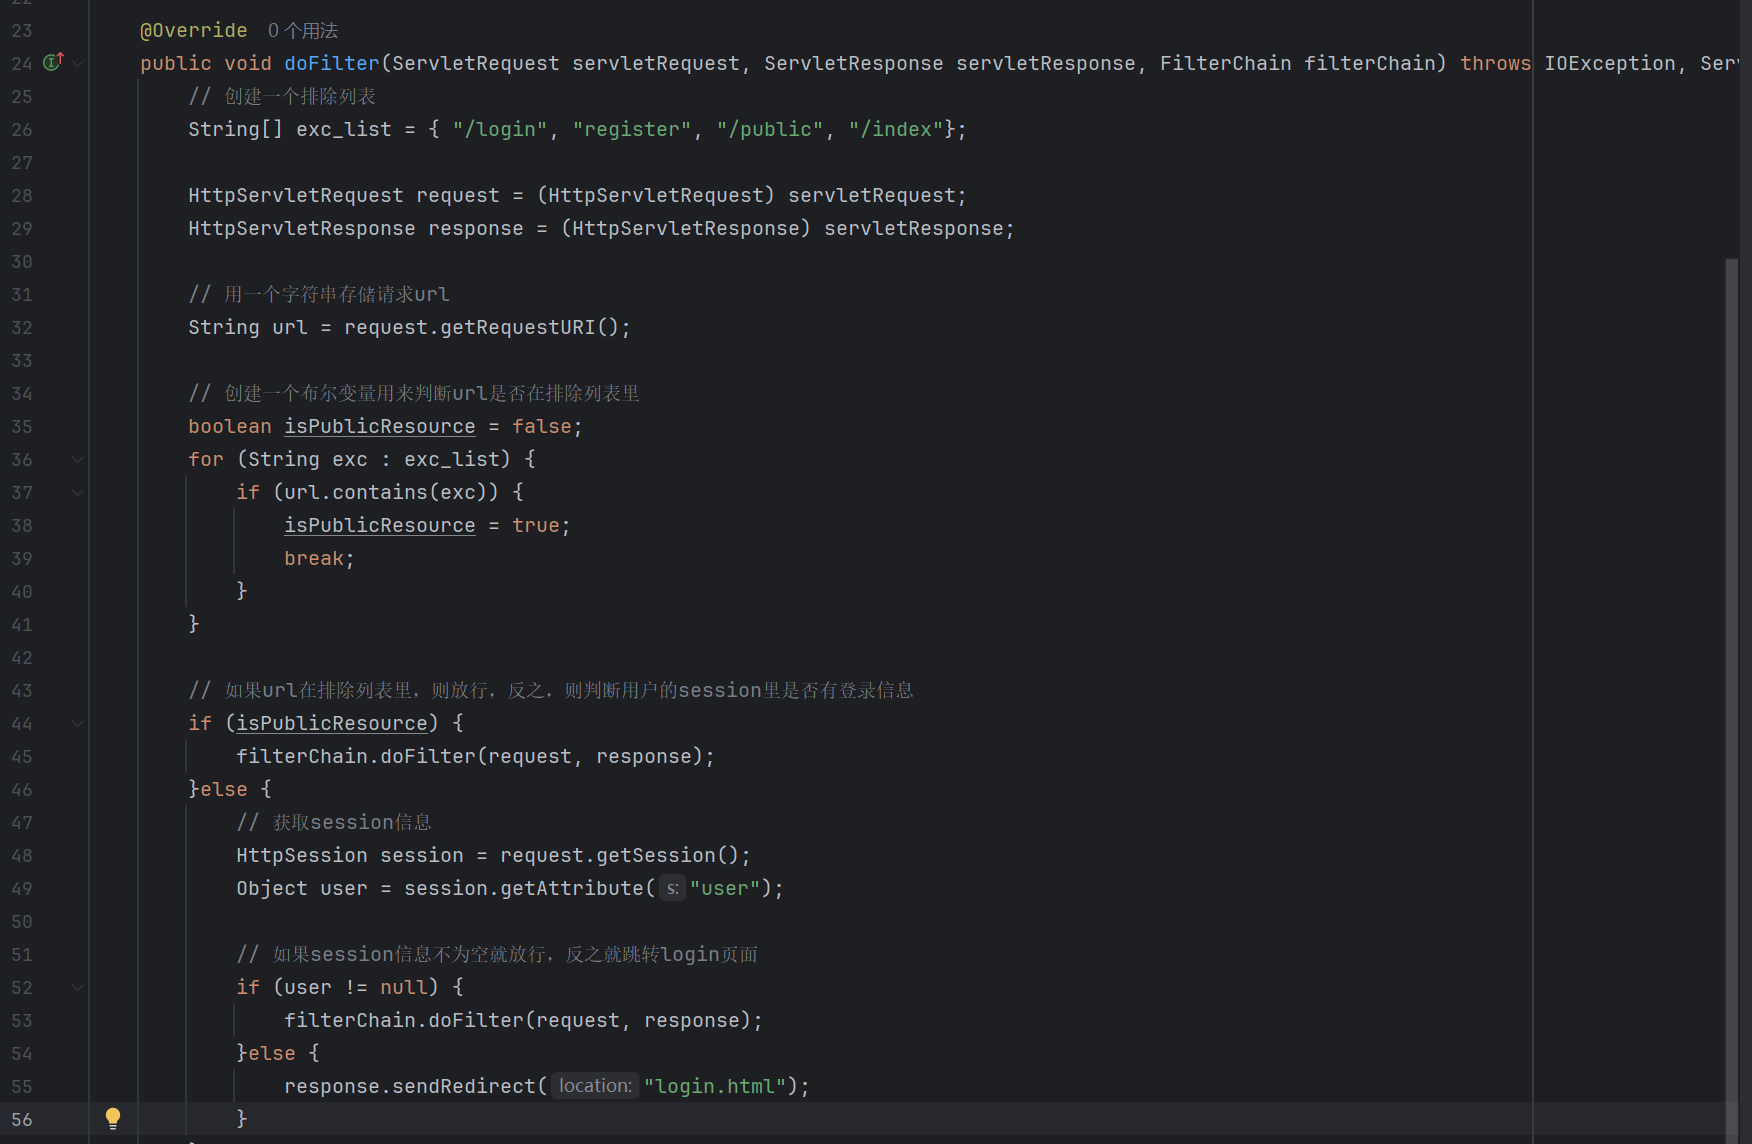 23 @Override 0 个用法
24 public void doFilter(ServletRequest servletRequest, ServletResponse servletResponse, FilterChain filterChain) throws IOException, Ser
25 // 创建一个排除列表
26 String[] exc_list = { "/login", "register", "/public", "/index"};
27
28 HttpServletRequest request = (HttpServletRequest) servletRequest;
29 HttpServletResponse response = (HttpServletResponse) servletResponse;
30
31 // 用一个字符串存储请求url
32 String url = request.getRequestURI();
33
34 // 创建一个布尔变量用来判断url是否在排除列表里
35 boolean isPublicResource = false;
36 for (String exc : exc_list) {
37 if (url.contains(exc)) {
38 isPublicResource = true;
39 break;
40 }
41 }
42
43 // 如果url在排除列表里，则放行，反之，则判断用户的session里是否有登录信息
44 if (isPublicResource) {
45 filterChain.doFilter(request, response);
46 }else {
47 // 获取session信息
48 HttpSession session = request.getSession();
49 Object user = session.getAttribute( s: "user");
50
51 // 如果session信息不为空就放行，反之就跳转login页面
52 if (user != null) {
53 filterChain.doFilter(request, response);
54 }else {
55 response.sendRedirect( location: "login.html");
56 }